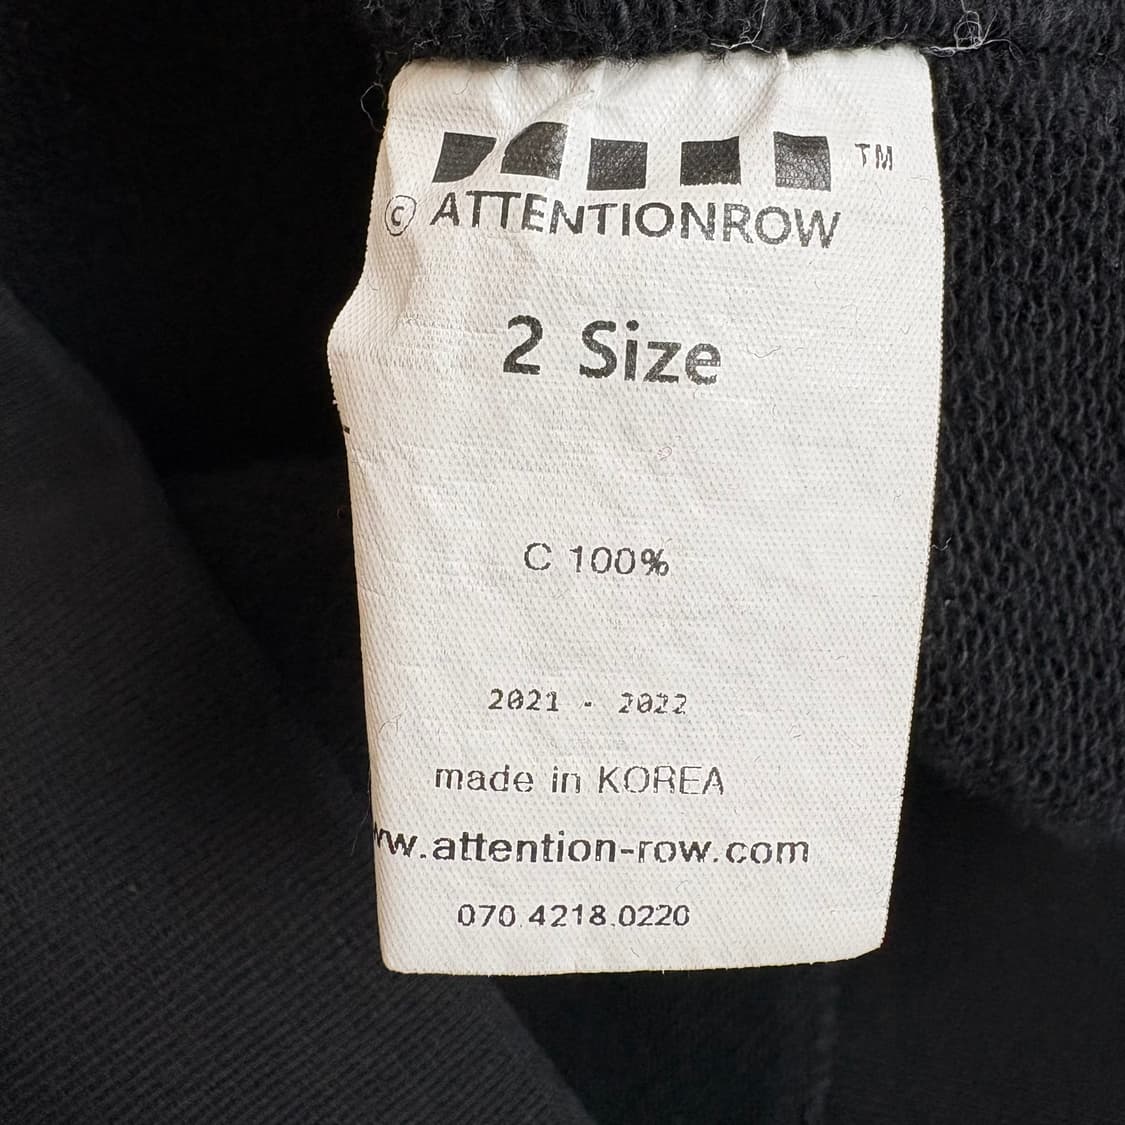 TM
© ATTENTIONROW
2 Size
C 100%
2021 - 2022
made in KOREA
w.attention-row.com
070.4218.0220